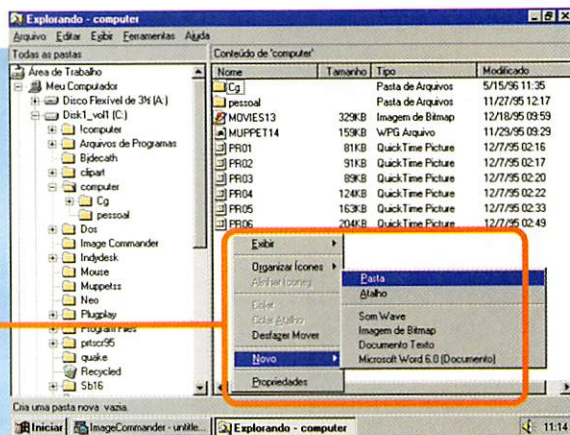 Explorando - computer
Arquivo Editar Exibir Ferramentas Ajuda
Todas as pastas
Conteúdo de 'computer'
Nome Tamanho Tipo Modificado
Área de Trabalho
Meu Computador
Disco Flexível de 3½ (A:)
Disk1_vol1 (C:)
!computer
Arquivos de Programas
Bjdecath
clipart
computer
Cg
pessoal
Dos
Image Commander
Indydesk
Mouse
Muppetss
Neo
Plugplay
Program Files
prtscr95
quake
Recycled
Sb16
Cg Pasta de Arquivos 5/15/96 11:35
pessoal Pasta de Arquivos 11/27/95 12:17
MOVIES13 329KB Imagem de Bitmap 12/18/95 09:59
MUPPET14 159KB WPG Arquivo 11/29/95 09:29
PR01 81KB QuickTime Picture 12/7/95 02:16
PR02 91KB QuickTime Picture 12/7/95 02:17
PR03 89KB QuickTime Picture 12/7/95 02:20
PR04 124KB QuickTime Picture 12/7/95 02:22
PR05 163KB QuickTime Picture 12/7/95 02:33
PR06 204KB QuickTime Picture 12/7/95 02:49
Exibir
Organizar Ícones
Alinhar Ícones
Colar
Colar Atalho
Desfazer Mover
Novo
Propriedades
Pasta
Atalho
Som Wave
Imagem de Bitmap
Documento Texto
Microsoft Word 6.0 (Documento)
Cria uma pasta nova vazia.
Iniciar ImageCommander - untitle... Explorando - computer 11:14